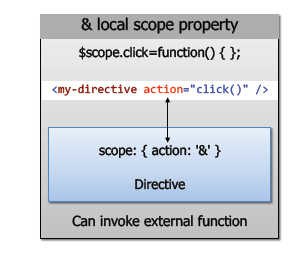 & local scope property
$scope.click=function() { };
<my-directive action="click()" />
scope: { action: '&' }
Directive
Can invoke external function